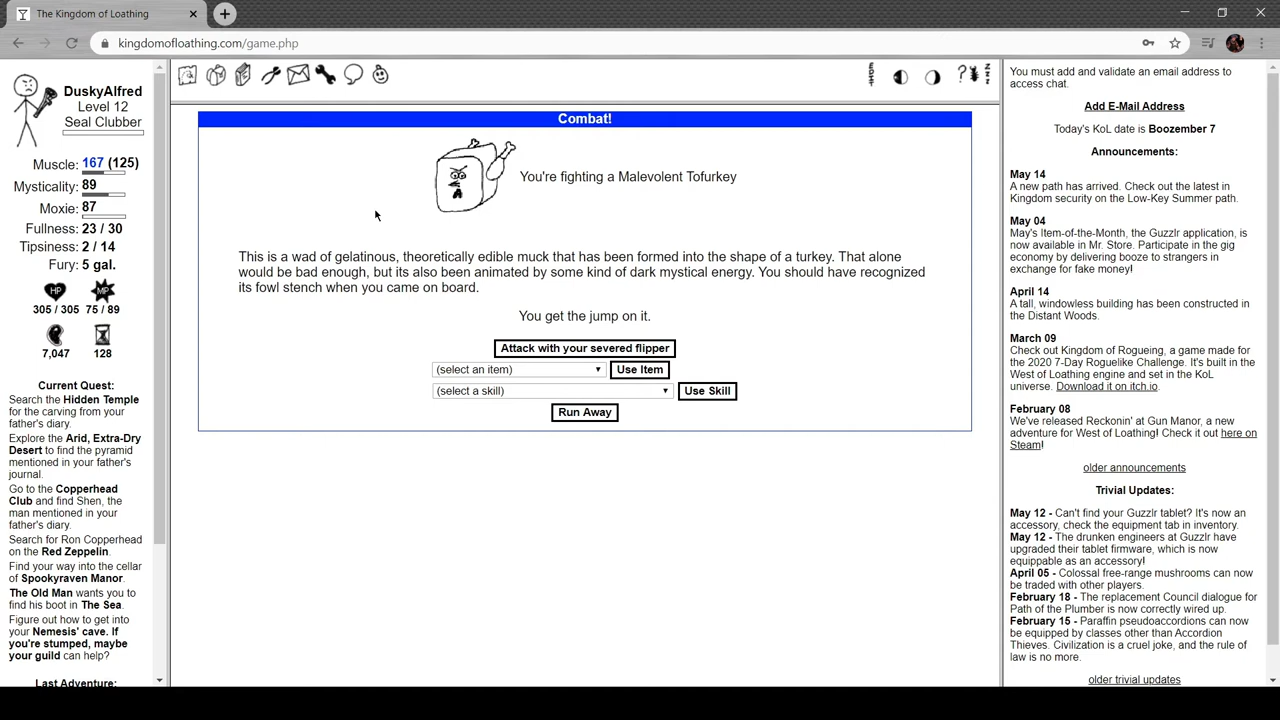 The Kingdom of Loathing
kingdomofloathing.com/game.php
DuskyAlfred
Level 12
Seal Clubber
Muscle: 167 (125)
Mysticality: 89
Moxie: 87
Fullness: 23 / 30
Tipsiness: 2 / 14
Fury: 5 gal.
HP MP
305 / 305 75 / 89
7,047 128
Current Quest:
Search the Hidden Temple
for the carving from your
father's diary.
Explore the Arid, Extra-Dry
Desert to find the pyramid
mentioned in your father's
journal.
Go to the Copperhead
Club and find Shen, the
man mentioned in your
father's diary.
Search for Ron Copperhead
on the Red Zeppelin.
Find your way into the cellar
of Spookyraven Manor.
The Old Man wants you to
find his boot in The Sea.
Figure out how to get into
your Nemesis' cave. If
you're stumped, maybe
your guild can help?
Last Adventure:
Combat!
You're fighting a Malevolent Tofurkey
This is a wad of gelatinous, theoretically edible muck that has been formed into the shape of a turkey. That alone
would be bad enough, but its also been animated by some kind of dark mystical energy. You should have recognized
its fowl stench when you came on board.
You get the jump on it.
Attack with your severed flipper
(select an item) Use Item
(select a skill) Use Skill
Run Away
You must add and validate an email address to
access chat.
Add E-Mail Address
Today's KoL date is Boozember 7
Announcements:
May 14
A new path has arrived. Check out the latest in
Kingdom security on the Low-Key Summer path.
May 04
May's Item-of-the-Month, the Guzzlr application, is
now available in Mr. Store. Participate in the gig
economy by delivering booze to strangers in
exchange for fake money!
April 14
A tall, windowless building has been constructed in
the Distant Woods.
March 09
Check out Kingdom of Rogueing, a game made for
the 2020 7-Day Roguelike Challenge. It's built in the
West of Loathing engine and set in the KoL
universe. Download it on itch.io.
February 08
We've released Reckonin' at Gun Manor, a new
adventure for West of Loathing! Check it out here on
Steam!
older announcements
Trivial Updates:
May 12 - Can't find your Guzzlr tablet? It's now an
accessory, check the equipment tab in inventory.
May 12 - The drunken engineers at Guzzlr have
upgraded their tablet firmware, which is now
equippable as an accessory!
April 05 - Colossal free-range mushrooms can now
be traded with other players.
February 18 - The replacement Council dialogue for
Path of the Plumber is now correctly wired up.
February 15 - Paraffin pseudoaccordions can now
be equipped by classes other than Accordion
Thieves. Civilization is a cruel joke, and the rule of
law is no more.
older trivial updates